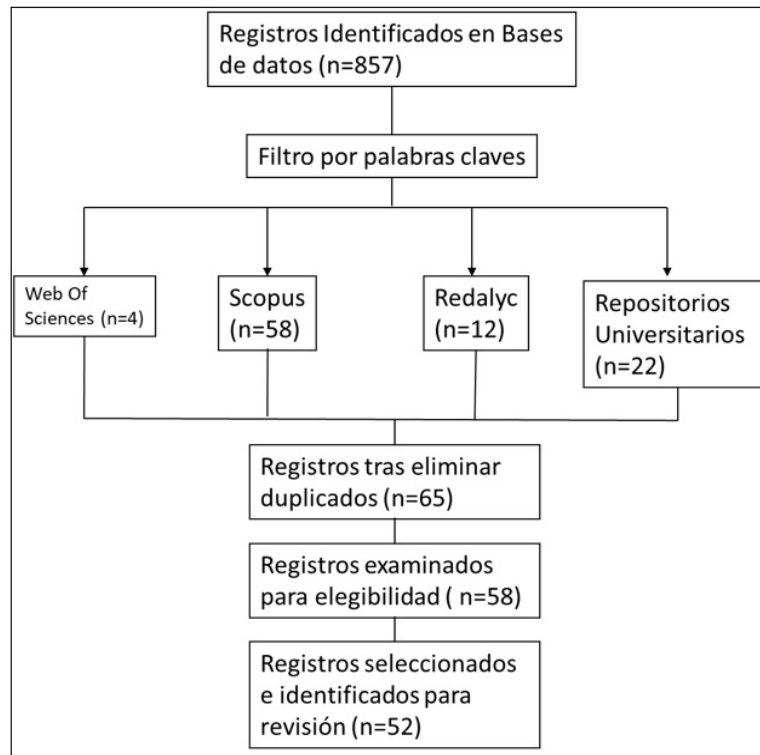 Registros Identificados en Bases
de datos (n=857)
Filtro por palabras claves
Web Of
Sciences (n=4)
Scopus
(n=58)
Redalyc
(n=12)
Repositorios
Universitarios
(n=22)
Registros tras eliminar
duplicados (n=65)
Registros examinados
para elegibilidad ( n=58)
Registros seleccionados
e identificados para
revisión (n=52)